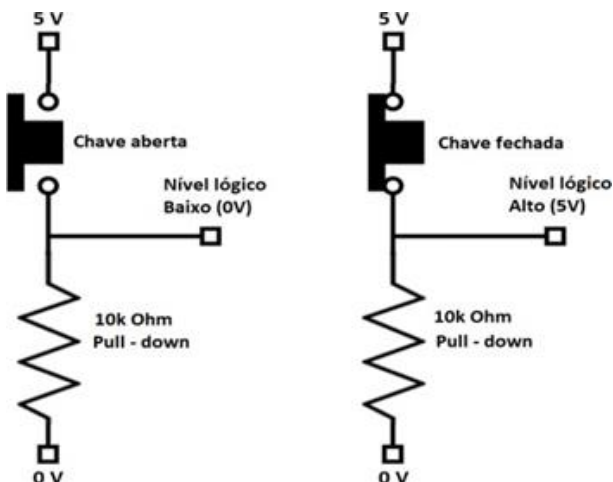 5 V
Chave aberta
Nível lógico
Baixo (0V)
10k Ohm
Pull - down
0 V
5 V
Chave fechada
Nível lógico
Alto (5V)
10k Ohm
Pull - down
0 V